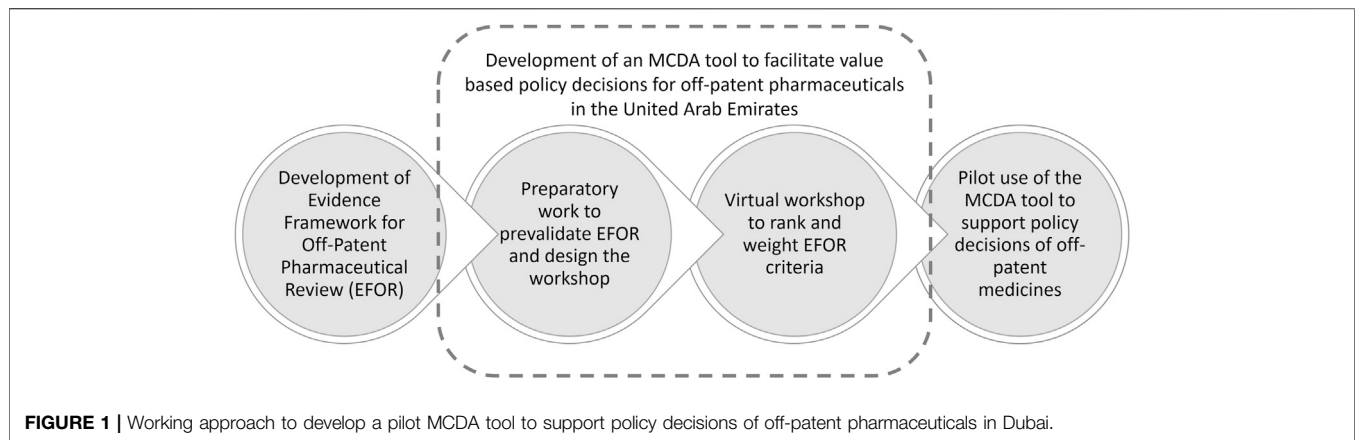 Development of an MCDA tool to facilitate value
based policy decisions for off-patent pharmaceuticals
in the United Arab Emirates
Development of
Evidence
Framework for
Off-Patent
Pharmaceutical
Review (EFOR)
Preparatory
work to
prevalidate EFOR
and design the
workshop
Virtual workshop
to rank and
weight EFOR
criteria
Pilot use of the
MCDA tool to
support policy
decisions of off-
patent
medicines
FIGURE 1 | Working approach to develop a pilot MCDA tool to support policy decisions of off-patent pharmaceuticals in Dubai.